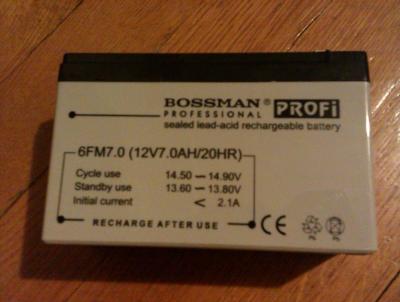 BOSSMAN® PROFi
PROFESSIONAL
sealed lead-acid rechargeable battery
6FM7.0 (12V7.0AH/20HR)
Cycle use 14.50 — 14.90V
Standby use 13.60 — 13.80V
Initial current < 2.1A
RECHARGE AFTER USE
CE